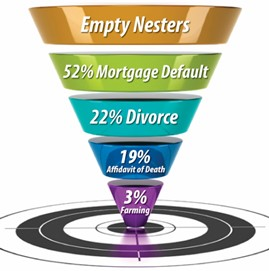 Empty Nesters
52% Mortgage Default
22% Divorce
19%
Affidavit of Death
3%
Farming